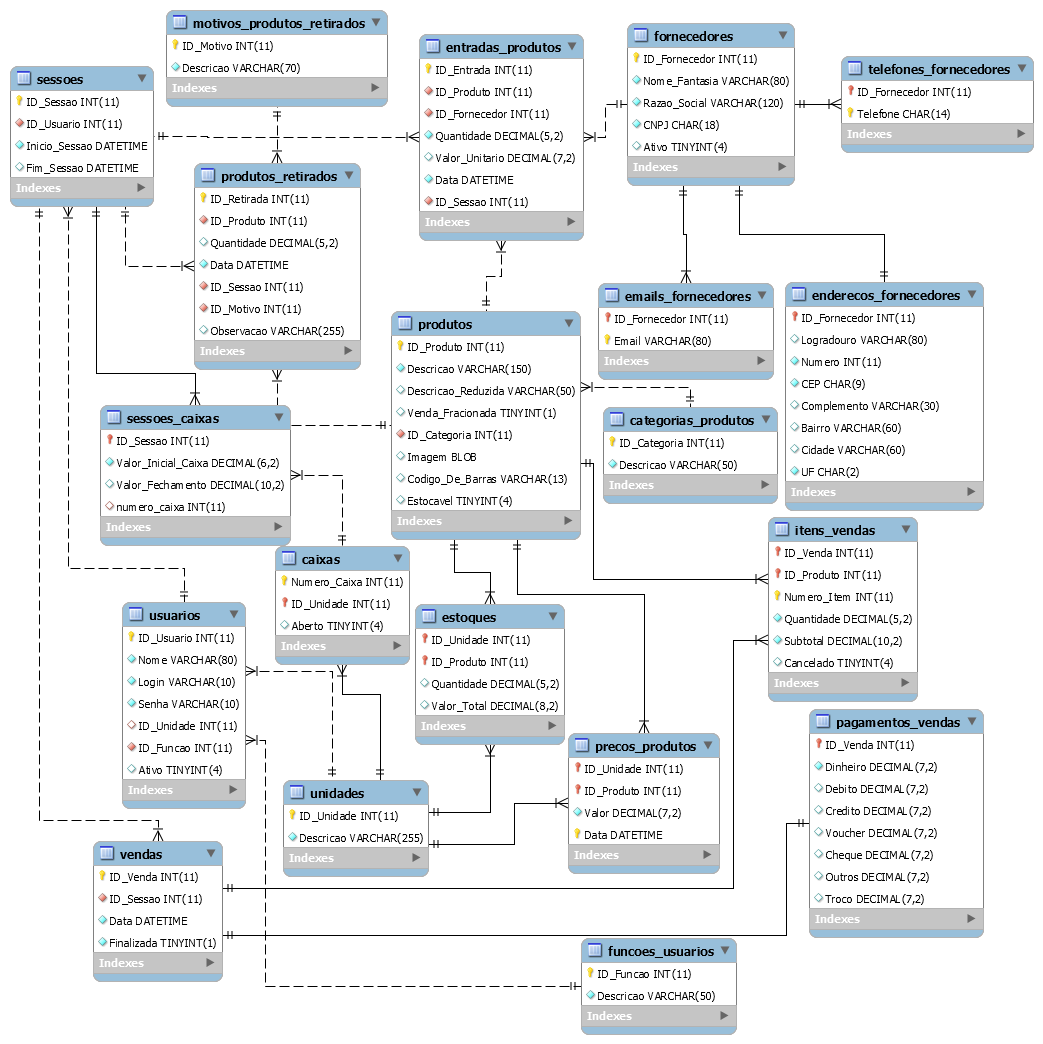 motivos_produtos_retirados
ID_Motivo INT(11)
Descricao VARCHAR(70)
Indexes
entradas_produtos
ID_Entrada INT(11)
ID_Produto INT(11)
ID_Fornecedor INT(11)
Quantidade DECIMAL(5,2)
Valor_Unitario DECIMAL(7,2)
Data DATETIME
ID_Sessao INT(11)
Indexes
fornecedores
ID_Fornecedor INT(11)
Nome_Fantasia VARCHAR(80)
Razao_Social VARCHAR(120)
CNPJ CHAR(18)
Ativo TINYINT(4)
Indexes
telefones_fornecedores
ID_Fornecedor INT(11)
Telefone CHAR(14)
Indexes
sessoes
ID_Sessao INT(11)
ID_Usuario INT(11)
Inicio_Sessao DATETIME
Fim_Sessao DATETIME
Indexes
produtos_retirados
ID_Retirada INT(11)
ID_Produto INT(11)
Quantidade DECIMAL(5,2)
Data DATETIME
ID_Sessao INT(11)
ID_Motivo INT(11)
Observacao VARCHAR(255)
Indexes
produtos
ID_Produto INT(11)
Descricao VARCHAR(150)
Descricao_Reduzida VARCHAR(50)
Venda_Fracionada TINYINT(1)
ID_Categoria INT(11)
Imagem BLOB
Codigo_De_Barras VARCHAR(13)
Estocavel TINYINT(4)
Indexes
emails_fornecedores
ID_Fornecedor INT(11)
Email VARCHAR(80)
Indexes
enderecos_fornecedores
ID_Fornecedor INT(11)
Logradouro VARCHAR(80)
Numero INT(11)
CEP CHAR(9)
Complemento VARCHAR(30)
Bairro VARCHAR(60)
Cidade VARCHAR(60)
UF CHAR(2)
Indexes
sessoes_caixas
ID_Sessao INT(11)
Valor_Inicial_Caixa DECIMAL(6,2)
Valor_Fechamento DECIMAL(10,2)
numero_caixa INT(11)
Indexes
categorias_produtos
ID_Categoria INT(11)
Descricao VARCHAR(50)
Indexes
itens_vendas
ID_Venda INT(11)
ID_Produto INT(11)
Numero_Item INT(11)
Quantidade DECIMAL(5,2)
Subtotal DECIMAL(10,2)
Cancelado TINYINT(4)
Indexes
caixas
Numero_Caixa INT(11)
ID_Unidade INT(11)
Aberto TINYINT(4)
Indexes
usuarios
ID_Usuario INT(11)
Nome VARCHAR(80)
Login VARCHAR(10)
Senha VARCHAR(10)
ID_Unidade INT(11)
ID_Funcao INT(11)
Ativo TINYINT(4)
Indexes
estoques
ID_Unidade INT(11)
ID_Produto INT(11)
Quantidade DECIMAL(5,2)
Valor_Total DECIMAL(8,2)
Indexes
precos_produtos
ID_Unidade INT(11)
ID_Produto INT(11)
Valor DECIMAL(7,2)
Data DATETIME
Indexes
pagamentos_vendas
ID_Venda INT(11)
Dinheiro DECIMAL(7,2)
Debito DECIMAL(7,2)
Credito DECIMAL(7,2)
Voucher DECIMAL(7,2)
Cheque DECIMAL(7,2)
Outros DECIMAL(7,2)
Troco DECIMAL(7,2)
Indexes
unidades
ID_Unidade INT(11)
Descricao VARCHAR(255)
Indexes
vendas
ID_Venda INT(11)
ID_Sessao INT(11)
Data DATETIME
Finalizada TINYINT(1)
Indexes
funcoes_usuarios
ID_Funcao INT(11)
Descricao VARCHAR(50)
Indexes